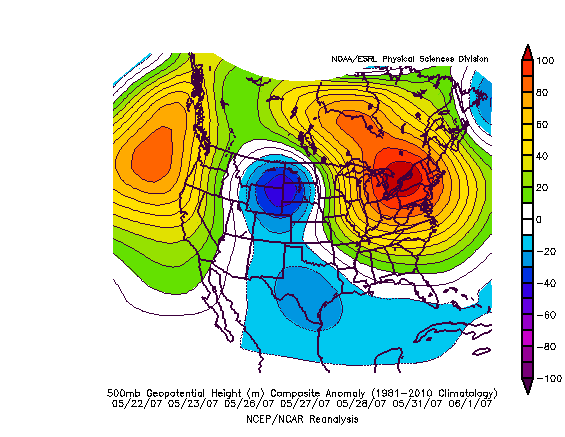 NOAA/ESRL Physical Sciences Division
100
80
60
40
20
0
−20
−40
−60
−80
−100
500mb Geopotential Height (m) Composite Anomaly (1981−2010 Climatology)
05/22/07 05/23/07 05/26/07 05/27/07 05/28/07 05/31/07 06/1/07
NCEP/NCAR Reanalysis